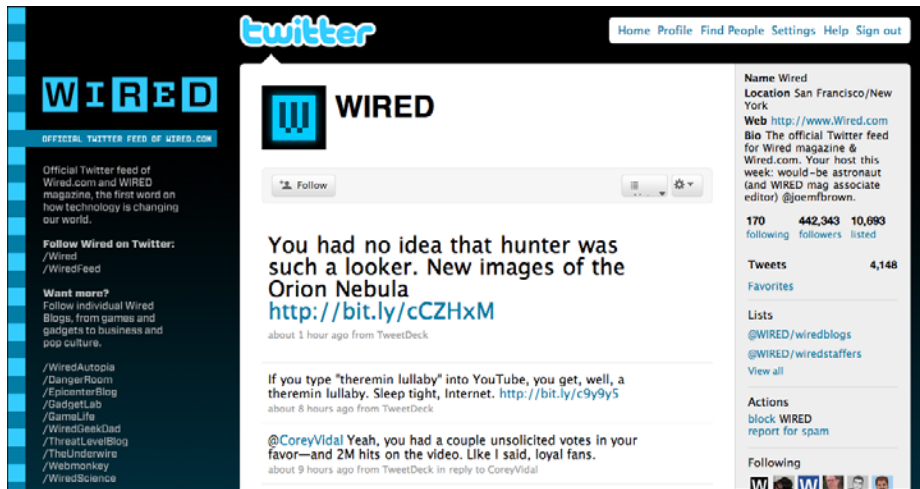 twitter
Home Profile Find People Settings Help Sign out
WIRED
OFFICIAL TWITTER FEED OF WIRED.COM
Official Twitter feed of
Wired.com and WIRED
magazine, the first word on
how technology is changing
our world.
Follow Wired on Twitter:
/Wired
/WiredFeed
Want more?
Follow individual Wired
Blogs, from games and
gadgets to business and
pop culture.
/WiredAutopia
/DangerRoom
/EpicenterBlog
/GadgetLab
/GameLife
/WiredGeekDad
/ThreatLevelBlog
/TheUnderwire
/Webmonkey
/WiredScience
W
WIRED
Follow
You had no idea that hunter was
such a looker. New images of the
Orion Nebula
http://bit.ly/cCZHxM
about 1 hour ago from TweetDeck
If you type "theremin lullaby" into YouTube, you get, well, a
theremin lullaby. Sleep tight, Internet. http://bit.ly/c9y9y5
about 8 hours ago from TweetDeck
@CoreyVidal Yeah, you had a couple unsolicited votes in your
favor—and 2M hits on the video. LIke I said, loyal fans.
about 9 hours ago from TweetDeck in reply to CoreyVidal
Name Wired
Location San Francisco/New
York
Web http://www.Wired.com
Bio The official Twitter feed
for Wired magazine &
Wired.com. Your host this
week: would-be astronaut
(and WIRED mag associate
editor) @joemfbrown.
170 442,343 10,693
following followers listed
Tweets 4,148
Favorites
Lists
@WIRED/wiredblogs
@WIRED/wiredstaffers
View all
Actions
block WIRED
report for spam
Following
W W